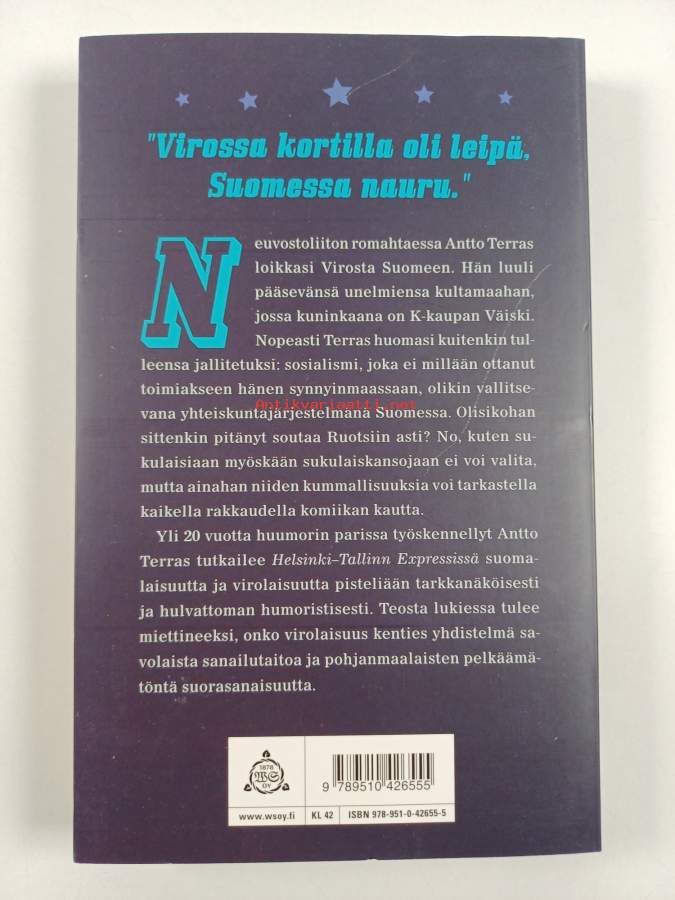 "Virossa kortilla oli leipä,
Suomessa nauru."
Neuvostoliiton romahtaessa Antto Terras
loikkasi Virosta Suomeen. Hän luuli
pääsevänsä unelmiensa kultamaahan,
jossa kuninkaana on K-kaupan Väiski.
Nopeasti Terras huomasi kuitenkin tul-
leensa jallitetuksi: sosialismi, joka ei millään ottanut
toimiakseen hänen synnyinmaassaan, olikin vallitse-
vana yhteiskuntajärjestelmänä Suomessa. Olisikohan
Antikvariaatti.net
sittenkin pitänyt soutaa Ruotsiin asti? No, kuten su-
kulaisiaan myöskään sukulaiskansojaan ei voi valita,
mutta ainahan niiden kummallisuuksia voi tarkastella
kaikella rakkaudella komiikan kautta.
Yli 20 vuotta huumorin parissa työskennellyt Antto
Terras tutkailee Helsinki–Tallinn Expressissä suoma-
laisuutta ja virolaisuutta pisteliään tarkkanäköisesti
ja hulvattoman humoristisesti. Teosta lukiessa tulee
miettineeksi, onko virolaisuus kenties yhdistelmä sa-
volaista sanailutaitoa ja pohjanmaalaisten pelkäämä-
töntä suorasanaisuutta.
1878
WS
OY
9 789510 426555
www.wsoy.fi
KL 42
ISBN 978-951-0-42655-5